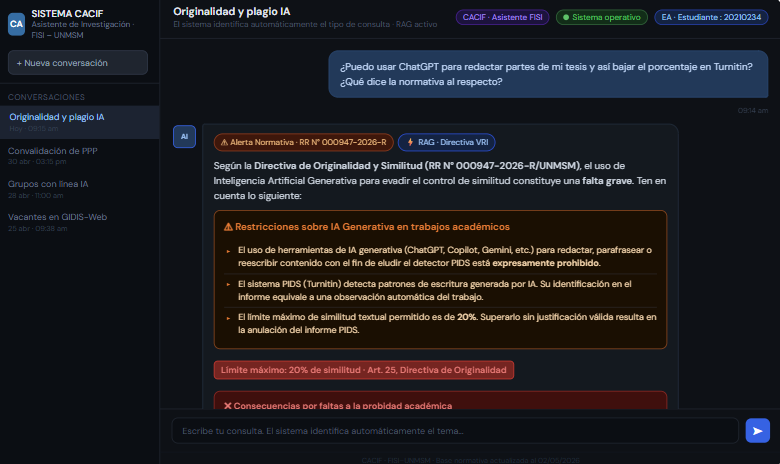 CA
SISTEMA CACIF
Asistente de Investigación ·
FISI – UNMSM
+ Nueva conversación
CONVERSACIONES
Originalidad y plagio IA
Hoy · 09:15 am
Convalidación de PPP
30 abr · 03:15 pm
Grupos con línea IA
28 abr · 11:00 am
Vacantes en GIDIS-Web
25 abr · 09:38 am
Originalidad y plagio IA
El sistema identifica automáticamente el tipo de consulta · RAG activo
CACIF · Asistente FISI
Sistema operativo
EA · Estudiante : 20210234
¿Puedo usar ChatGPT para redactar partes de mi tesis y así bajar el porcentaje en Turnitin?
¿Qué dice la normativa al respecto?
09:14 am
AI
⚠ Alerta Normativa · RR N° 000947-2026-R
⚡ RAG · Directiva VRI
Según la Directiva de Originalidad y Similitud (RR N° 000947-2026-R/UNMSM), el uso de
Inteligencia Artificial Generativa para evadir el control de similitud constituye una falta grave. Ten en
cuenta lo siguiente:
⚠ Restricciones sobre IA Generativa en trabajos académicos
El uso de herramientas de IA generativa (ChatGPT, Copilot, Gemini, etc.) para redactar, parafrasear o
reescribir contenido con el fin de eludir el detector PIDS está expresamente prohibido.
El sistema PIDS (Turnitin) detecta patrones de escritura generada por IA. Su identificación en el
informe equivale a una observación automática del trabajo.
El límite máximo de similitud textual permitido es de 20%. Superarlo sin justificación válida resulta en
la anulación del informe PIDS.
Límite máximo: 20% de similitud · Art. 25, Directiva de Originalidad
❌ Consecuencias por faltas a la probidad académica
Escribe tu consulta. El sistema identifica automáticamente el tema...
CACIF · FISI-UNMSM · Base normativa actualizada al 02/05/2026